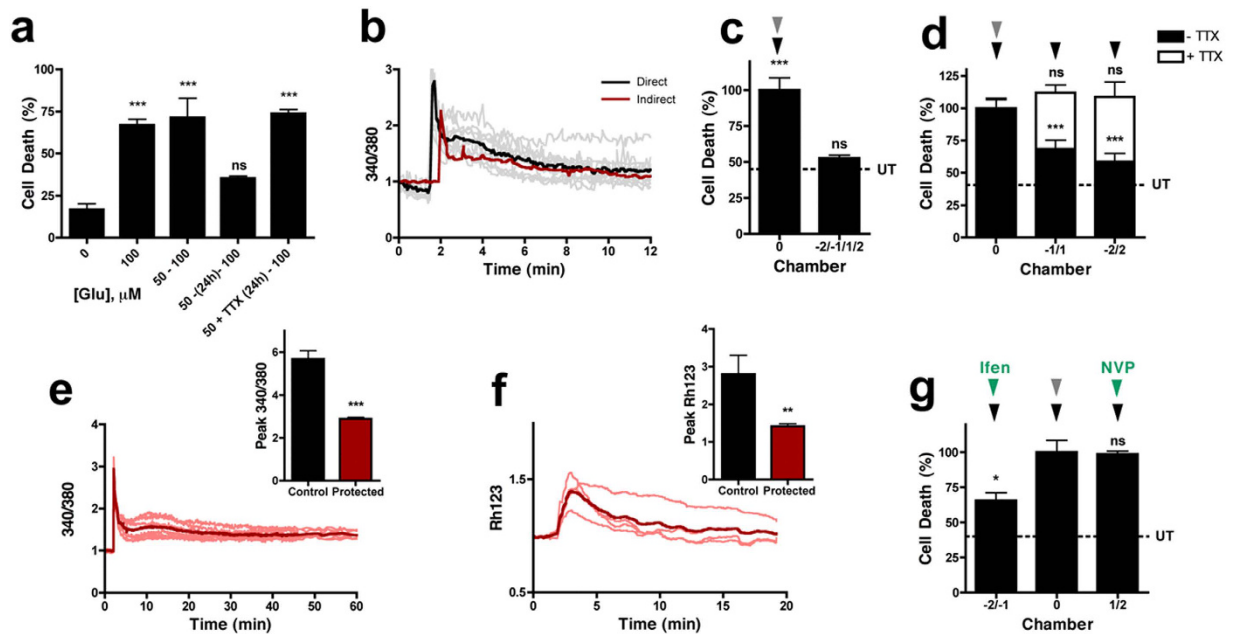 a
Cell Death (%)
100
75
50
25
0
***
***
ns
***
0
100
50 - 100
50 -(24h)- 100
50 + TTX (24h) - 100
[Glu], μM
b
340/380
3
2
1
0
Direct
Indirect
0 2 4 6 8 10 12
Time (min)
c
Cell Death (%)
125
100
75
50
25
0
***
ns
UT
0 -2/-1/1/2
Chamber
d
- TTX
+ TTX
Cell Death (%)
125
100
75
50
25
0
ns
ns
***
***
UT
0 -1/1 -2/2
Chamber
e
340/380
4
3
2
1
0
0 10 20 30 40 50 60
Time (min)
Peak 340/380
6
4
2
0
***
Control Protected
f
Rh123
1.5
1.0
0.5
0 5 10 15 20
Time (min)
Peak Rh123
4
3
2
1
0
**
Control Protected
g
Ifen NVP
Cell Death (%)
125
100
75
50
25
0
*
ns
UT
-2/-1 0 1/2
Chamber